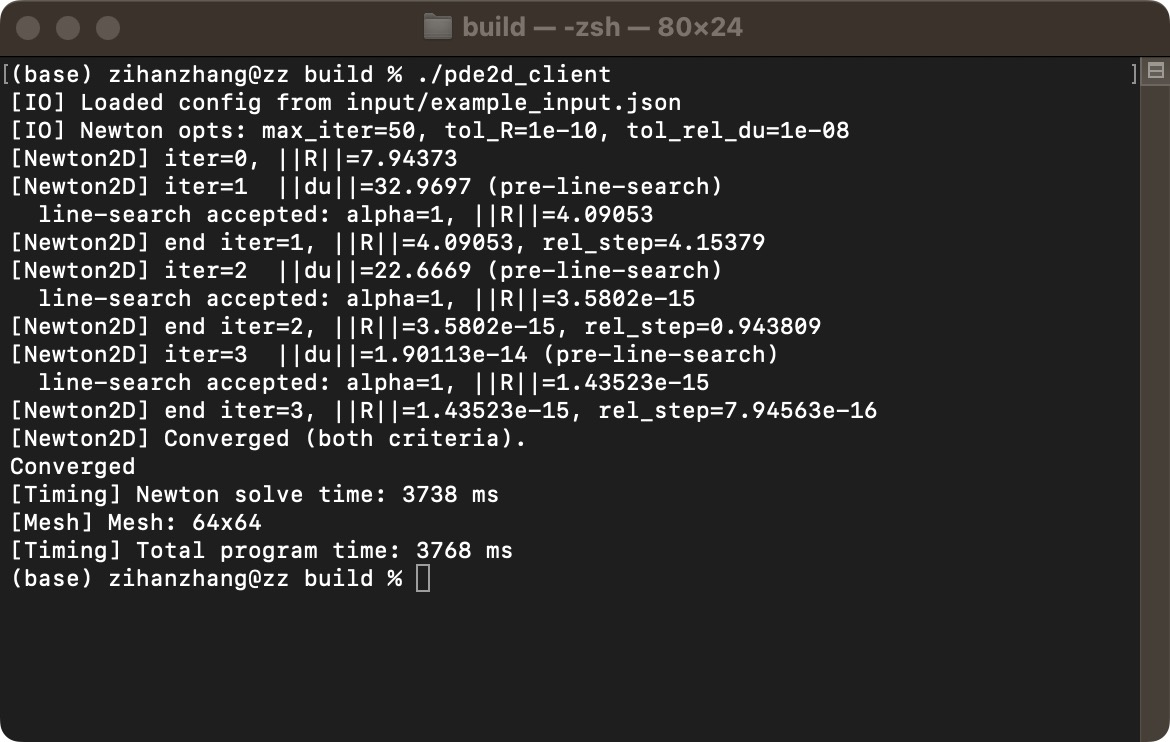 build — -zsh — 80×24
[(base) zihanzhang@zz build % ./pde2d_client ]
[IO] Loaded config from input/example_input.json
[IO] Newton opts: max_iter=50, tol_R=1e-10, tol_rel_du=1e-08
[Newton2D] iter=0, ||R||=7.94373
[Newton2D] iter=1  ||du||=32.9697 (pre-line-search)
  line-search accepted: alpha=1, ||R||=4.09053
[Newton2D] end iter=1, ||R||=4.09053, rel_step=4.15379
[Newton2D] iter=2  ||du||=22.6669 (pre-line-search)
  line-search accepted: alpha=1, ||R||=3.5802e-15
[Newton2D] end iter=2, ||R||=3.5802e-15, rel_step=0.943809
[Newton2D] iter=3  ||du||=1.90113e-14 (pre-line-search)
  line-search accepted: alpha=1, ||R||=1.43523e-15
[Newton2D] end iter=3, ||R||=1.43523e-15, rel_step=7.94563e-16
[Newton2D] Converged (both criteria).
Converged
[Timing] Newton solve time: 3738 ms
[Mesh] Mesh: 64x64
[Timing] Total program time: 3768 ms
(base) zihanzhang@zz build %